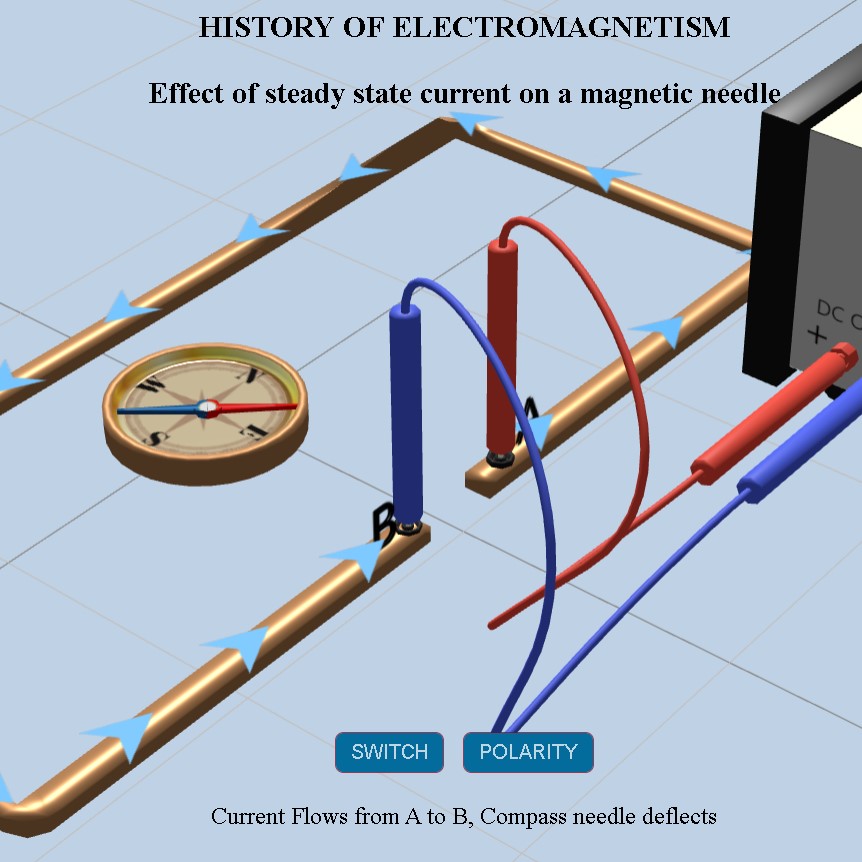 HISTORY OF ELECTROMAGNETISM
Effect of steady state current on a magnetic needle
DC
+
W
S
E
A
B
SWITCH
POLARITY
Current Flows from A to B, Compass needle deflects